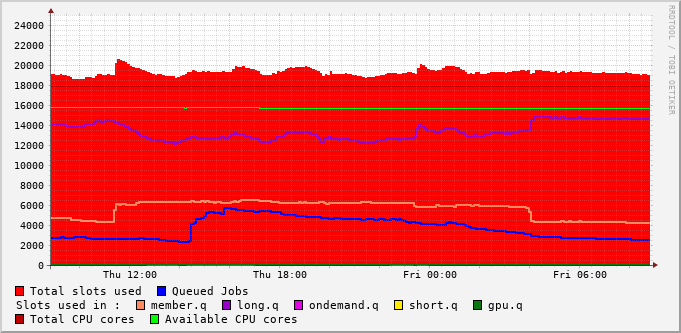 RRDTOOL / TOBI OETIKER
24000
22000
20000
18000
16000
14000
12000
10000
8000
6000
4000
2000
0
Thu 12:00 Thu 18:00 Fri 00:00 Fri 06:00
Total slots used Queued Jobs
Slots used in : member.q long.q ondemand.q short.q gpu.q
Total CPU cores Available CPU cores